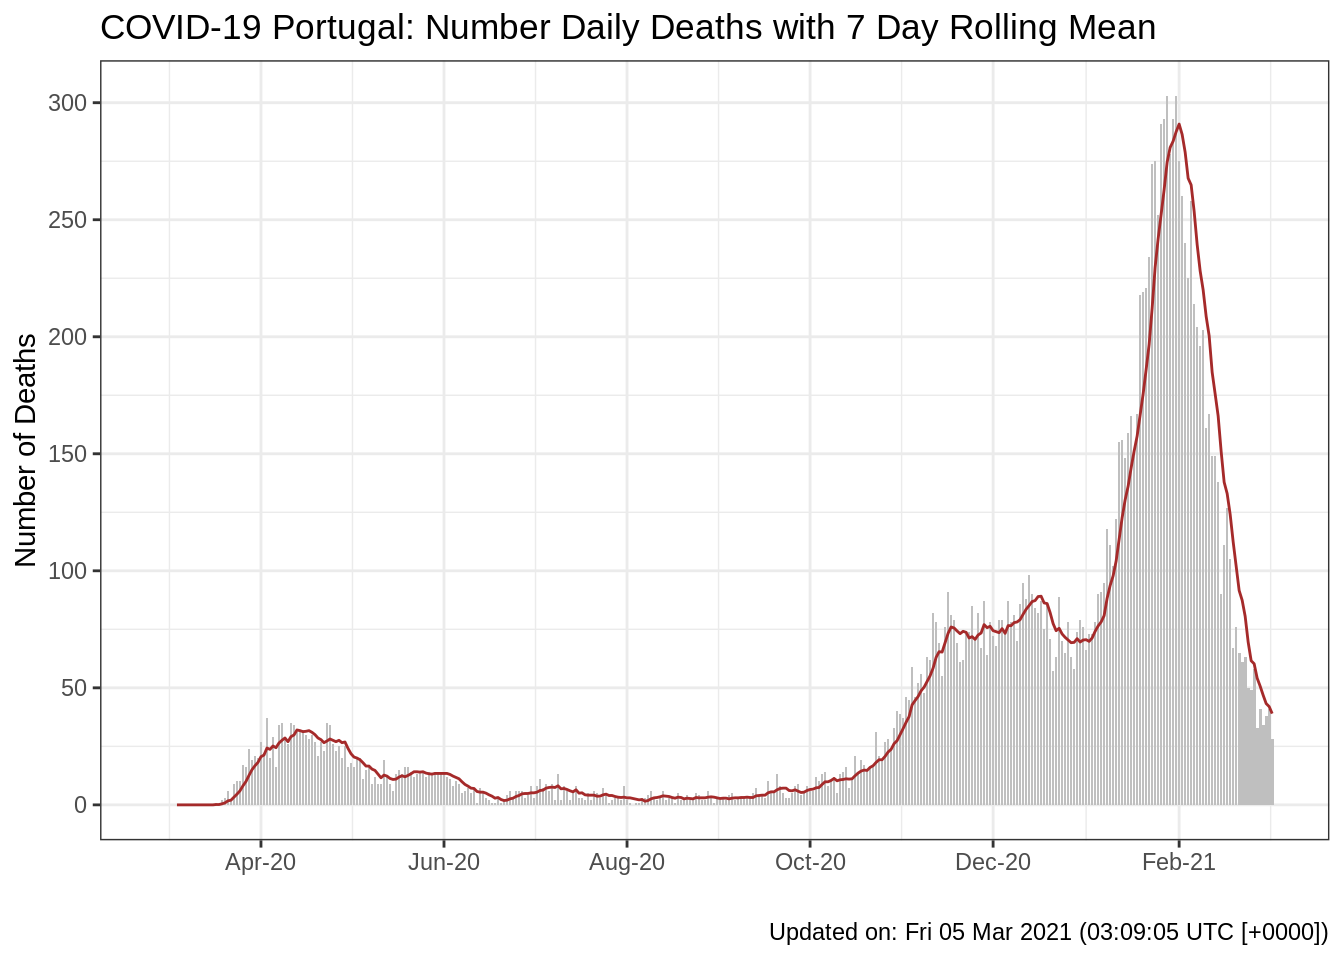 COVID-19 Portugal: Number Daily Deaths with 7 Day Rolling Mean
Number of Deaths
300
250
200
150
100
50
0
Apr-20
Jun-20
Aug-20
Oct-20
Dec-20
Feb-21
Updated on: Fri 05 Mar 2021 (03:09:05 UTC [+0000])